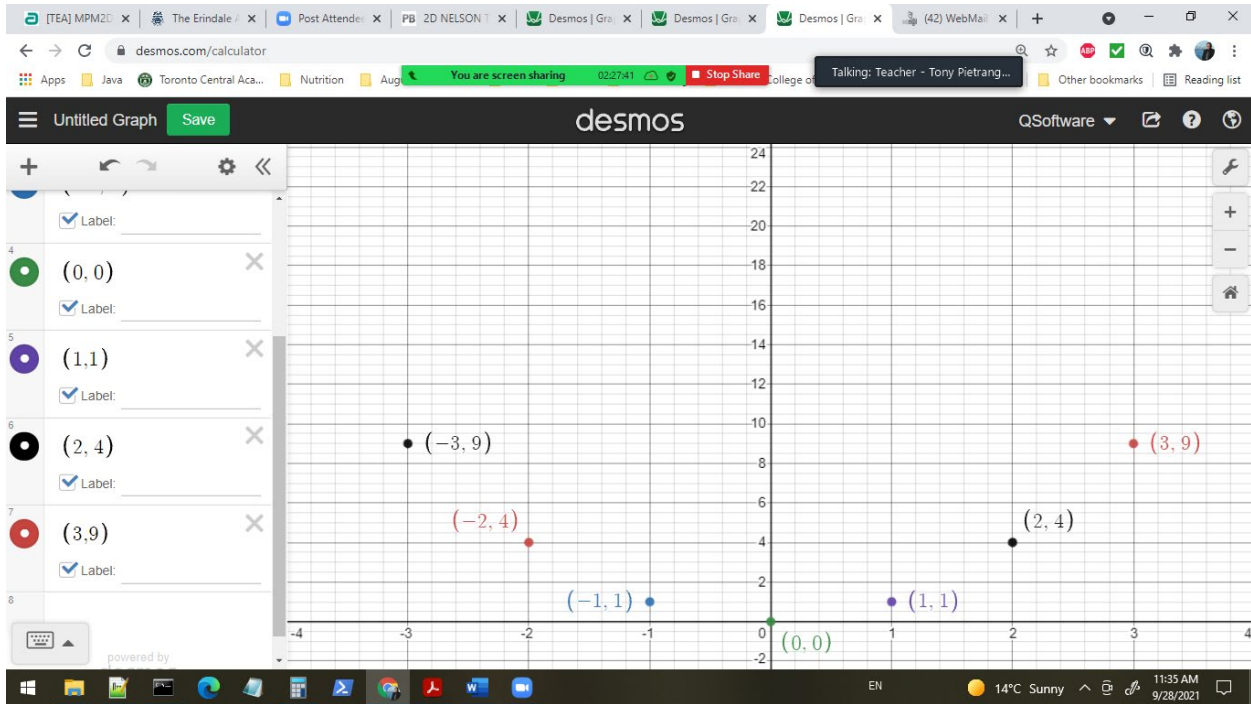 [TEA] MPM2D
The Erindale
Post Attende
PB 2D NELSON T
Desmos | Gra
Desmos | Gra
Desmos | Gra
(42) WebMail
desmos.com/calculator
ABP
Apps
Java
Toronto Central Aca...
Nutrition
You are screen sharing
02:27:41
Stop Share
College of
Talking: Teacher - Tony Pietrang...
Other bookmarks
Reading list
Untitled Graph
Save
desmos
QSoftware
Label:
4
(0, 0)
Label:
5
(1,1)
Label:
6
(2, 4)
Label:
7
(3,9)
Label:
8
powered by
24
22
20
18
16
14
12
10
8
6
4
2
0
-2
-4
-3
-2
-1
1
2
3
4
(−3, 9)
(3, 9)
(−2, 4)
(2, 4)
(−1, 1)
(1, 1)
(0, 0)
EN
14°C Sunny
11:35 AM
9/28/2021